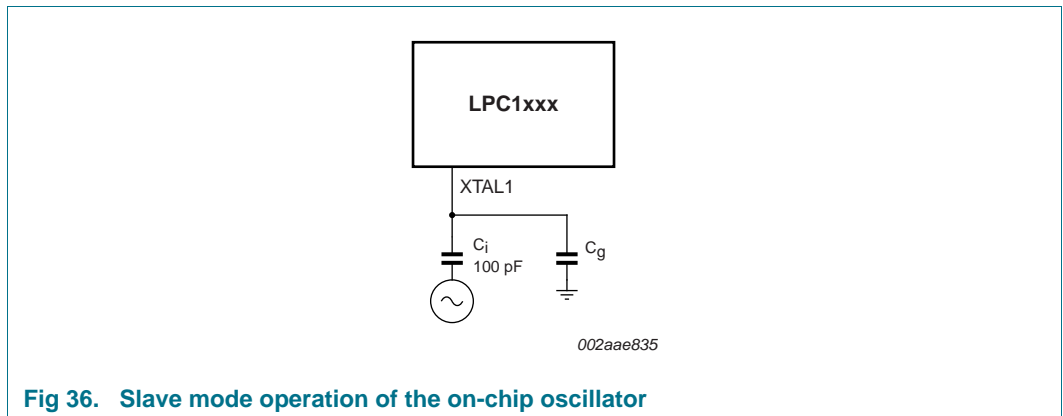 LPC1xxx
XTAL1
Ci
100 pF
Cg
002aae835
Fig 36. Slave mode operation of the on-chip oscillator